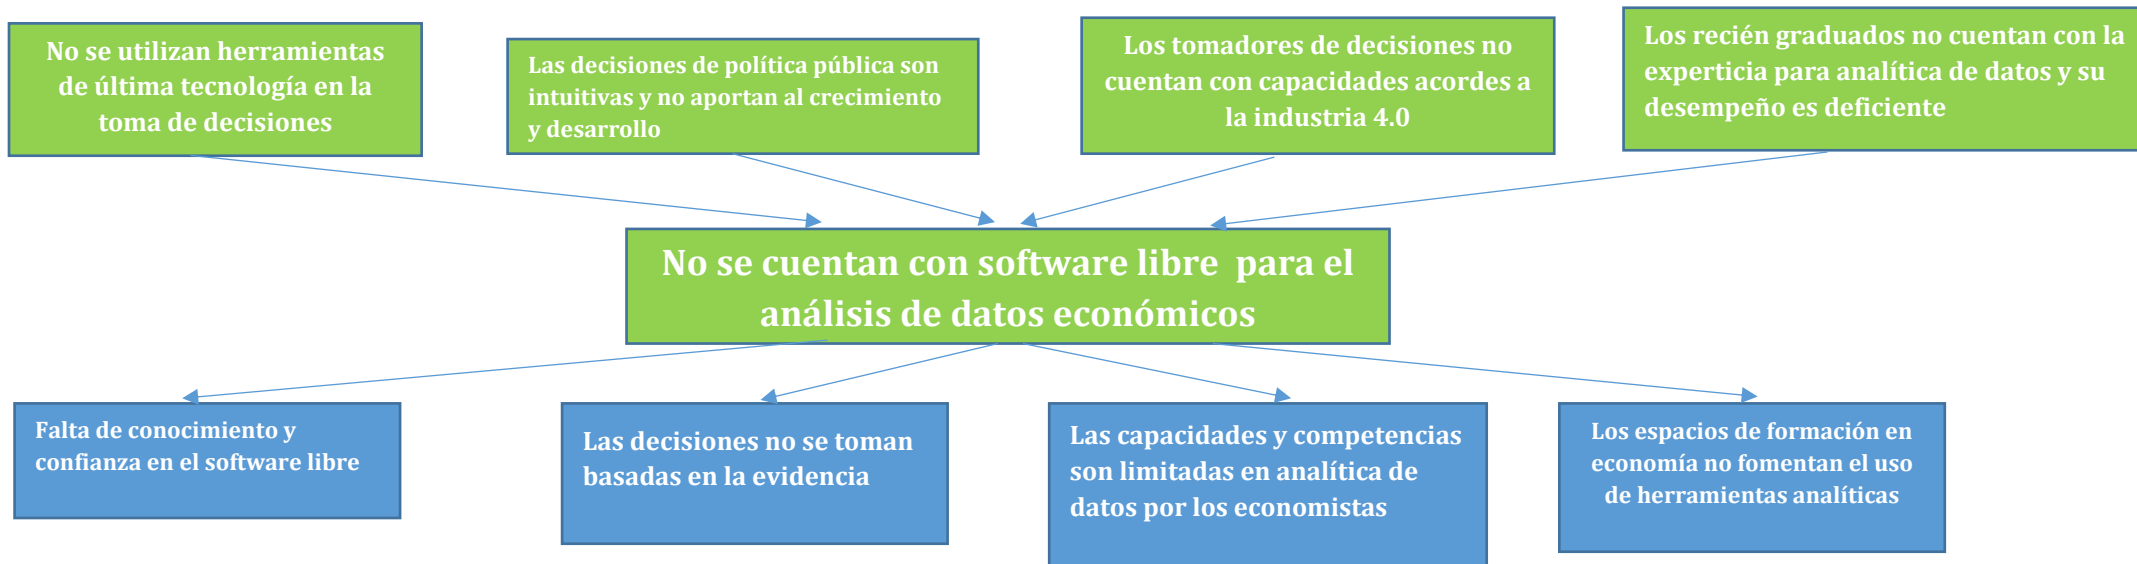 No se utilizan herramientas
de última tecnología en la
toma de decisiones
Las decisiones de política pública son
intuitivas y no aportan al crecimiento
y desarrollo
Los tomadores de decisiones no
cuentan con capacidades acordes a
la industria 4.0
Los recién graduados no cuentan con la
experticia para analítica de datos y su
desempeño es deficiente
No se cuentan con software libre  para el
análisis de datos económicos
Falta de conocimiento y
confianza en el software libre
Las decisiones no se toman
basadas en la evidencia
Las capacidades y competencias
son limitadas en analítica de
datos por los economistas
Los espacios de formación en
economía no fomentan el uso
de herramientas analíticas